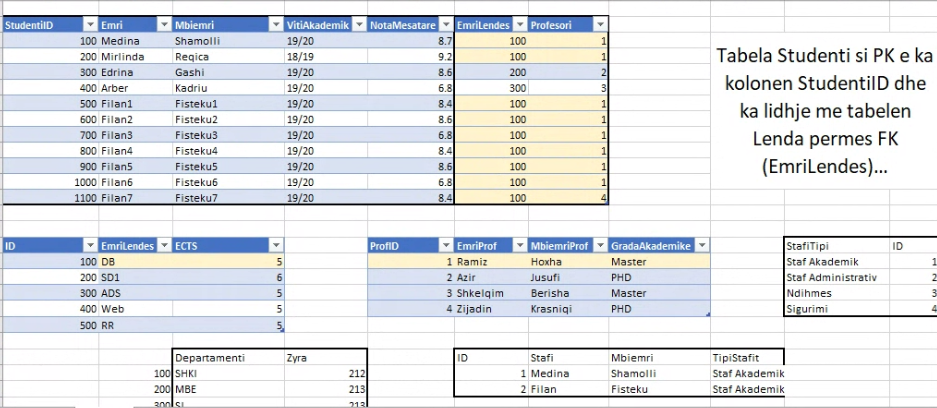 StudentiID Emri Mbiemri VitiAkademik NotaMesatare EmriLendes Profesori
100 Medina Shamolli 19/20 8.7 100 1
200 Mirlinda Reqica 18/19 9.2 100 1
300 Edrina Gashi 19/20 8.6 200 2
400 Arber Kadriu 19/20 6.8 300 3
500 Filan1 Fisteku1 19/20 8.4 100 1
600 Filan2 Fisteku2 19/20 8.6 100 1
700 Filan3 Fisteku3 19/20 6.8 100 1
800 Filan4 Fisteku4 19/20 8.4 100 1
900 Filan5 Fisteku5 19/20 8.6 100 1
1000 Filan6 Fisteku6 19/20 6.8 100 1
1100 Filan7 Fisteku7 19/20 8.4 100 4
Tabela Studenti si PK e ka
kolonen StudentiID dhe
ka lidhje me tabelen
Lenda permes FK
(EmriLendes)...
ID EmriLendes ECTS
100 DB 5
200 SD1 6
300 ADS 5
400 Web 5
500 RR 5
ProfID EmriProf MbiemriProf GradaAkademike
1 Ramiz Hoxha Master
2 Azir Jusufi PHD
3 Shkelqim Berisha Master
4 Zijadin Krasniqi PHD
StafiTipi ID
Staf Akademik 1
Staf Administrativ 2
Ndihmes 3
Sigurimi 4
Departamenti Zyra
100 SHKI 212
200 MBE 213
300 SI 213
ID Stafi Mbiemri TipiStafit
1 Medina Shamolli Staf Akademik
2 Filan Fisteku Staf Akademik